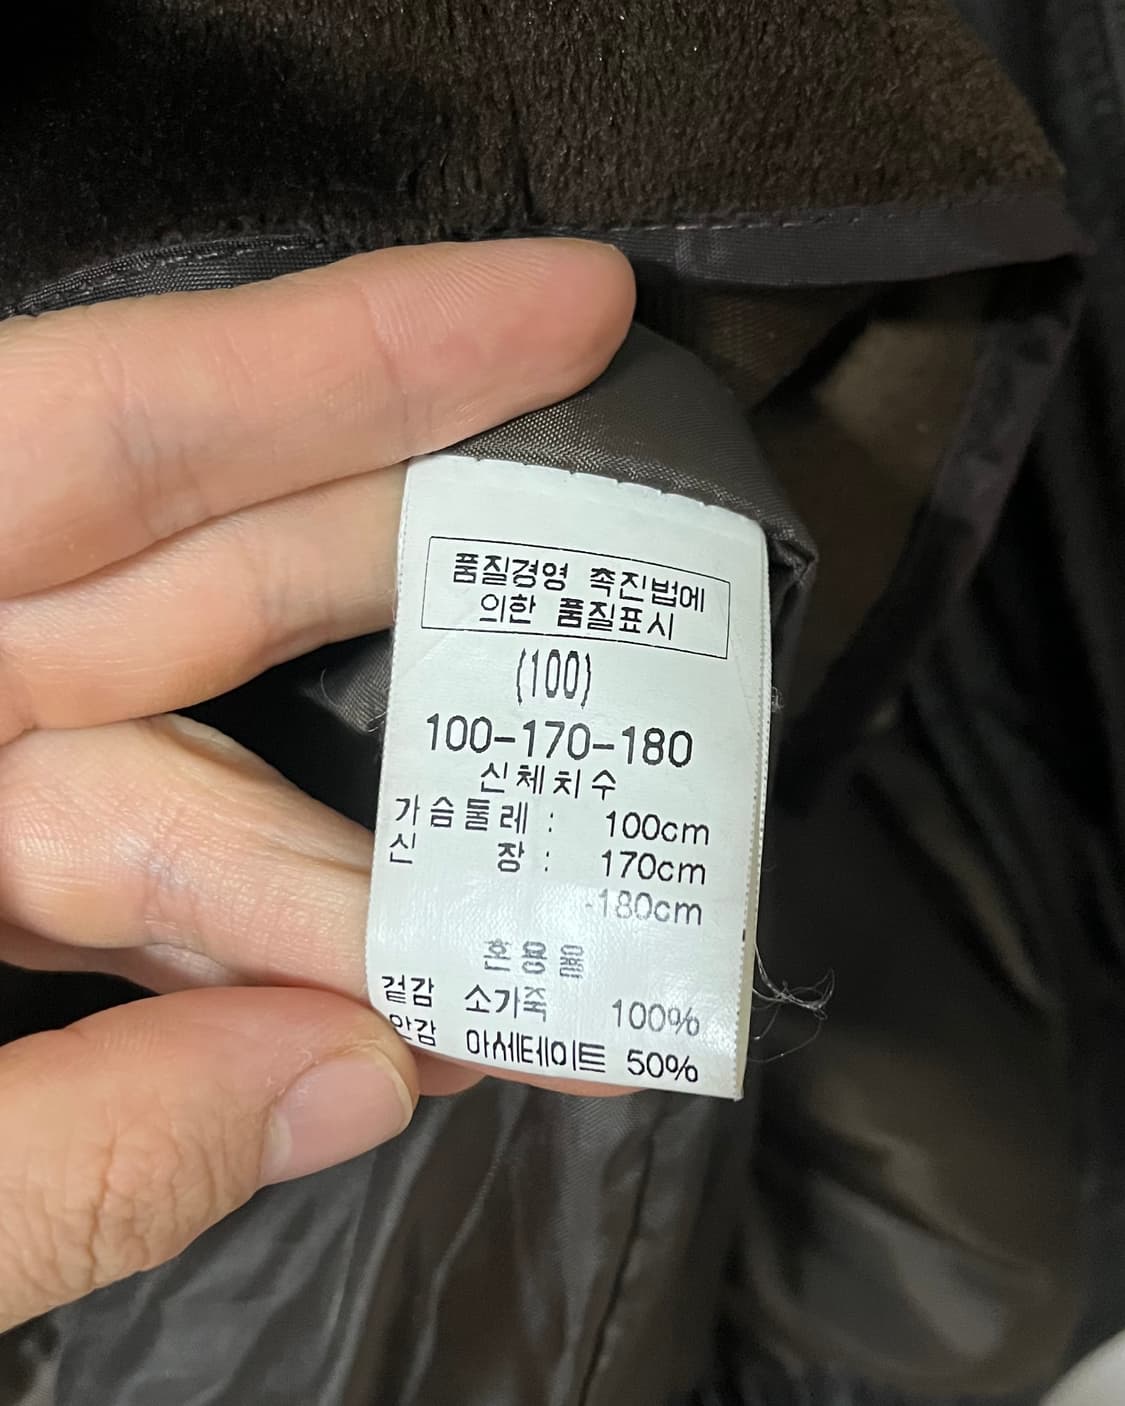 품질경영 촉진법에
의한 품질표시
(100)
100-170-180
신체치수
가슴둘레 : 100cm
신 장 : 170cm
-180cm
혼용율
겉감 소가죽 100%
안감 아세테이트 50%